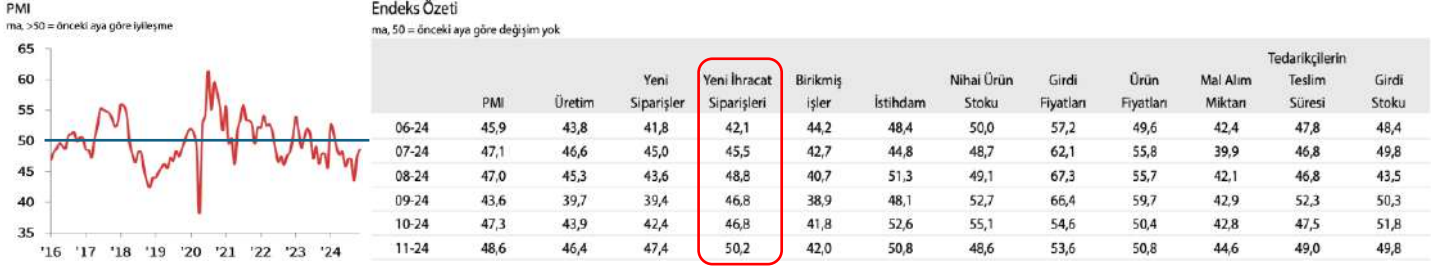 PMI
ma, >50 = önceki aya göre iyileşme
65
60
55
50
45
40
35
'16 '17 '18 '19 '20 '21 '22 '23 '24
Endeks Özeti
ma, 50 = önceki aya göre değişim yok
Tedarikçilerin
Yeni Yeni İhracat Birikmiş Nihai Ürün Girdi Ürün Mal Alım Teslim Girdi
PMI Üretim Siparişler Siparişleri işler İstihdam Stoku Fiyatları Fiyatları Miktarı Süresi Stoku
06-24 45,9 43,8 41,8 42,1 44,2 48,4 50,0 57,2 49,6 42,4 47,8 48,4
07-24 47,1 46,6 45,0 45,5 42,7 44,8 48,7 62,1 55,8 39,9 46,8 49,8
08-24 47,0 45,3 43,6 48,8 40,7 51,3 49,1 67,3 55,7 42,1 46,8 43,5
09-24 43,6 39,7 39,4 46,8 38,9 48,1 52,7 66,4 59,7 42,9 52,3 50,3
10-24 47,3 43,9 42,4 46,8 41,8 52,6 55,1 54,6 50,4 42,8 47,5 51,8
11-24 48,6 46,4 47,4 50,2 42,0 50,8 48,6 53,6 50,8 44,6 49,0 49,8